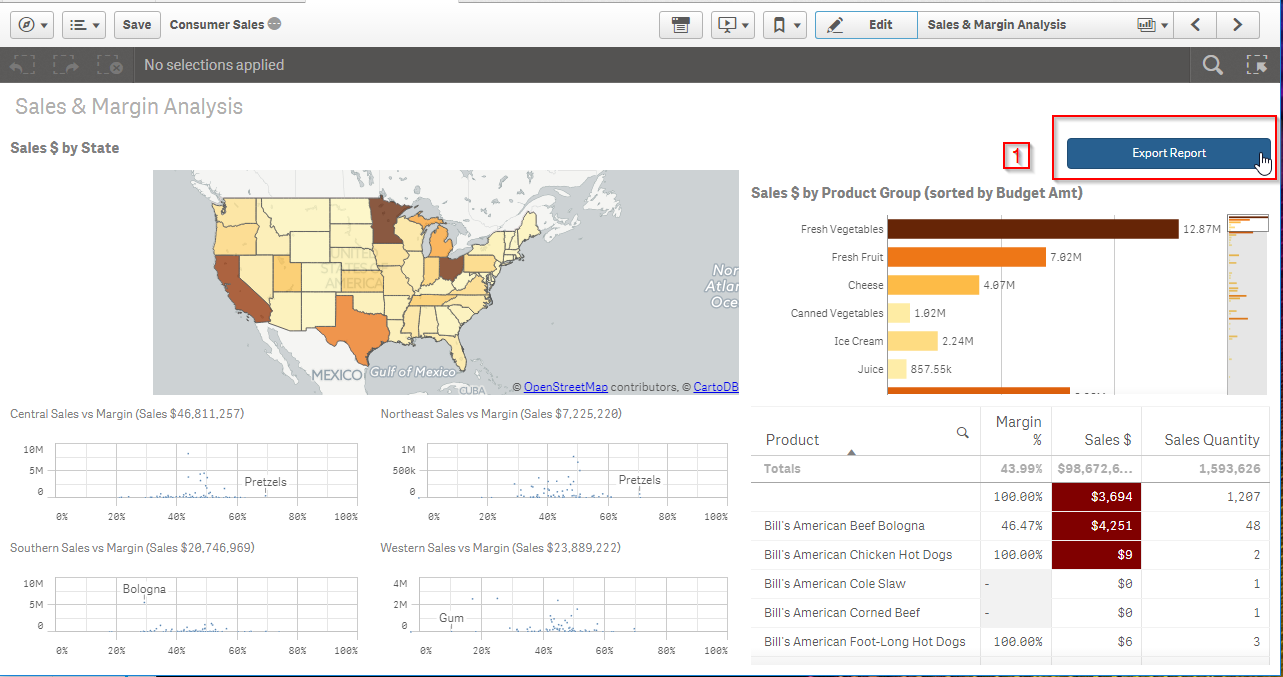 Save
Consumer Sales
Edit
Sales & Margin Analysis
No selections applied
Sales & Margin Analysis
Sales $ by State
1
Export Report
UNITED
STATES OF
AMERICA
MEXICO
Gulf of Mexico
CUBA
Nor
Atlan
Oce
© OpenStreetMap contributors, © CartoDB
Sales $ by Product Group (sorted by Budget Amt)
Fresh Vegetables 12.87M
Fresh Fruit 7.02M
Cheese 4.07M
Canned Vegetables 1.02M
Ice Cream 2.24M
Juice 857.55k
Central Sales vs Margin (Sales $46,811,257)
10M
5M
0
Pretzels
0% 20% 40% 60% 80% 100%
Northeast Sales vs Margin (Sales $7,225,220)
1M
500k
0
Pretzels
0% 20% 40% 60% 80% 100%
Southern Sales vs Margin (Sales $20,746,969)
10M
5M
0
Bologna
0% 20% 40% 60% 80% 100%
Western Sales vs Margin (Sales $23,889,222)
4M
2M
0
Gum
0% 20% 40% 60% 80% 100%
Product Margin % Sales $ Sales Quantity
Totals 43.99% $98,672,6... 1,593,626
100.00% $3,694 1,207
Bill's American Beef Bologna 46.47% $4,251 48
Bill's American Chicken Hot Dogs 100.00% $9 2
Bill's American Cole Slaw - $0 1
Bill's American Corned Beef - $0 1
Bill's American Foot-Long Hot Dogs 100.00% $6 3